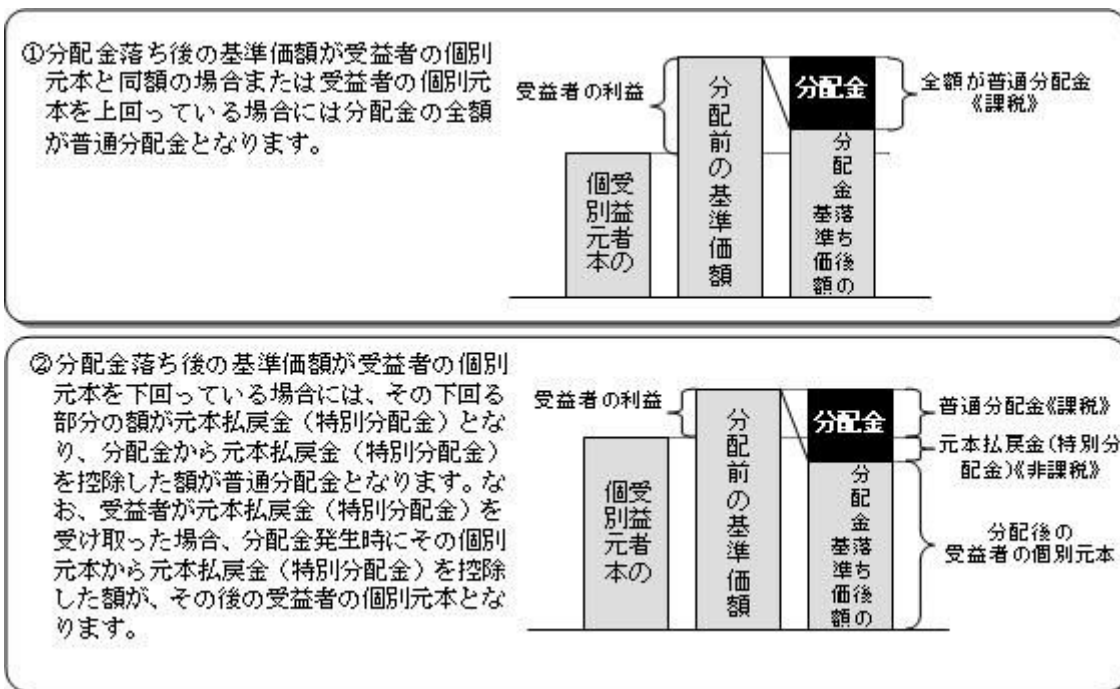 ①分配金落ち後の基準価額が受益者の個別
元本と同額の場合または受益者の個別元
本を上回っている場合には分配金の全額
が普通分配金となります。
受益者の利益
受益者の
個別元本
分配前の基準価額
分配金
分配金落ち後の
基準価額
全額が普通分配金
《課税》
②分配金落ち後の基準価額が受益者の個別
元本を下回っている場合には、その下回る
部分の額が元本払戻金（特別分配金）とな
り、分配金から元本払戻金（特別分配金）
を控除した額が普通分配金となります。な
お、受益者が元本払戻金（特別分配金）を
受け取った場合、分配金発生時にその個別
元本から元本払戻金（特別分配金）を控除
した額が、その後の受益者の個別元本とな
ります。
受益者の利益
受益者の
個別元本
分配前の基準価額
分配金
分配金落ち後の
基準価額
普通分配金《課税》
元本払戻金(特別分
配金)《非課税》
分配後の
受益者の個別元本